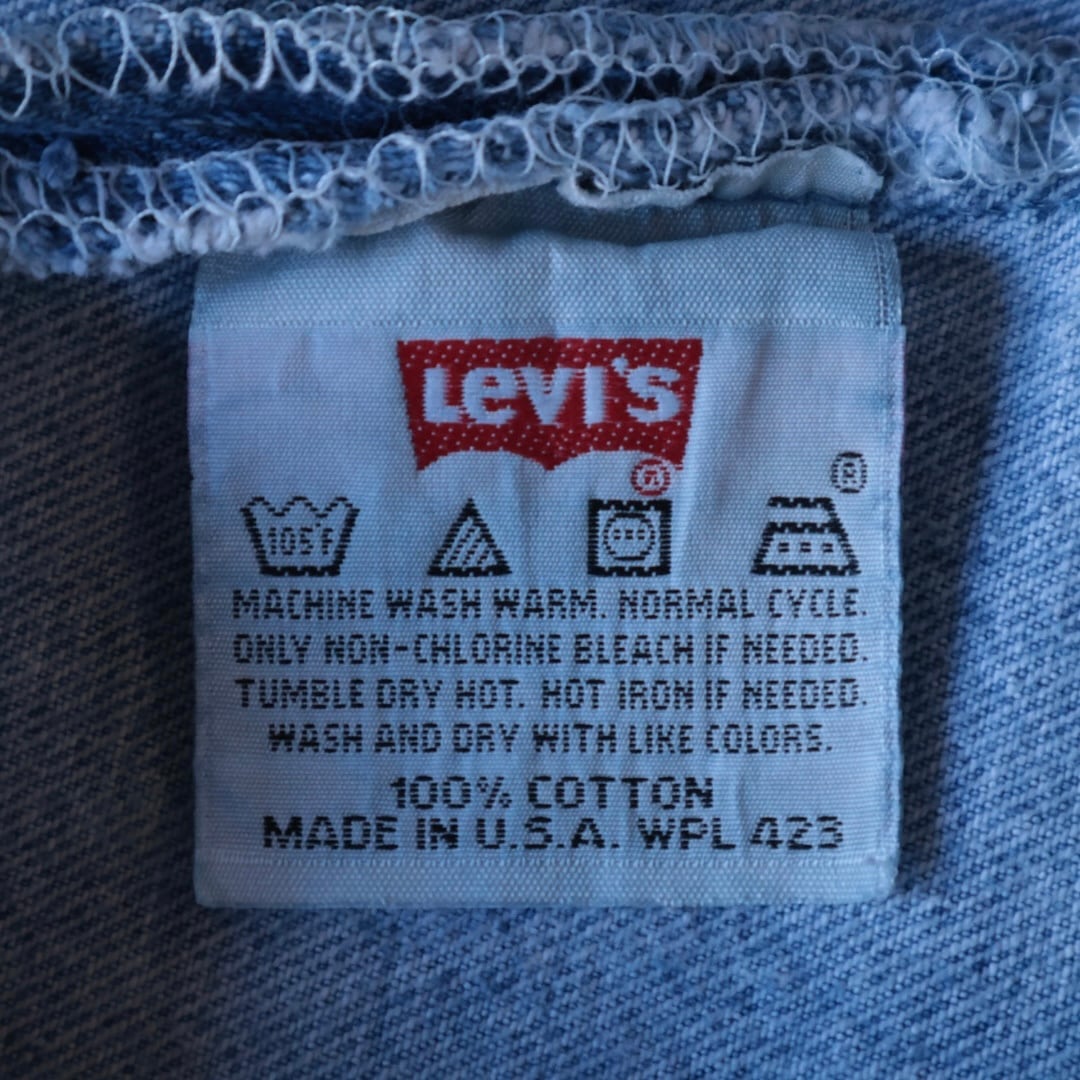 Levi's
®
®
105F
MACHINE WASH WARM. NORMAL CYCLE.
ONLY NON-CHLORINE BLEACH IF NEEDED.
TUMBLE DRY HOT. HOT IRON IF NEEDED.
WASH AND DRY WITH LIKE COLORS.
100% COTTON
MADE IN U.S.A. WPL 423